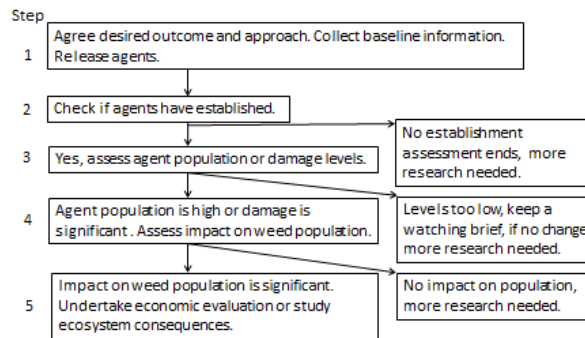 Step
1
Agree desired outcome and approach. Collect baseline information.
Release agents.
2
Check if agents have established.
No establishment
assessment ends, more
research needed.
3
Yes, assess agent population or damage levels.
4
Agent population is high or damage is
significant . Assess impact on weed population.
Levels too low, keep a
watching brief, if no change
more research needed.
5
Impact on weed population is significant.
Undertake economic evaluation or study
ecosystem consequences.
No impact on population,
more research needed.